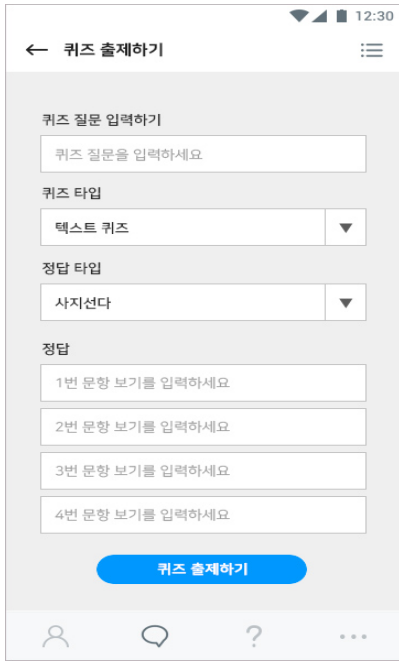 12:30
← 퀴즈 출제하기
퀴즈 질문 입력하기
퀴즈 질문을 입력하세요
퀴즈 타입
텍스트 퀴즈
정답 타입
사지선다
정답
1번 문항 보기를 입력하세요
2번 문항 보기를 입력하세요
3번 문항 보기를 입력하세요
4번 문항 보기를 입력하세요
퀴즈 출제하기
?